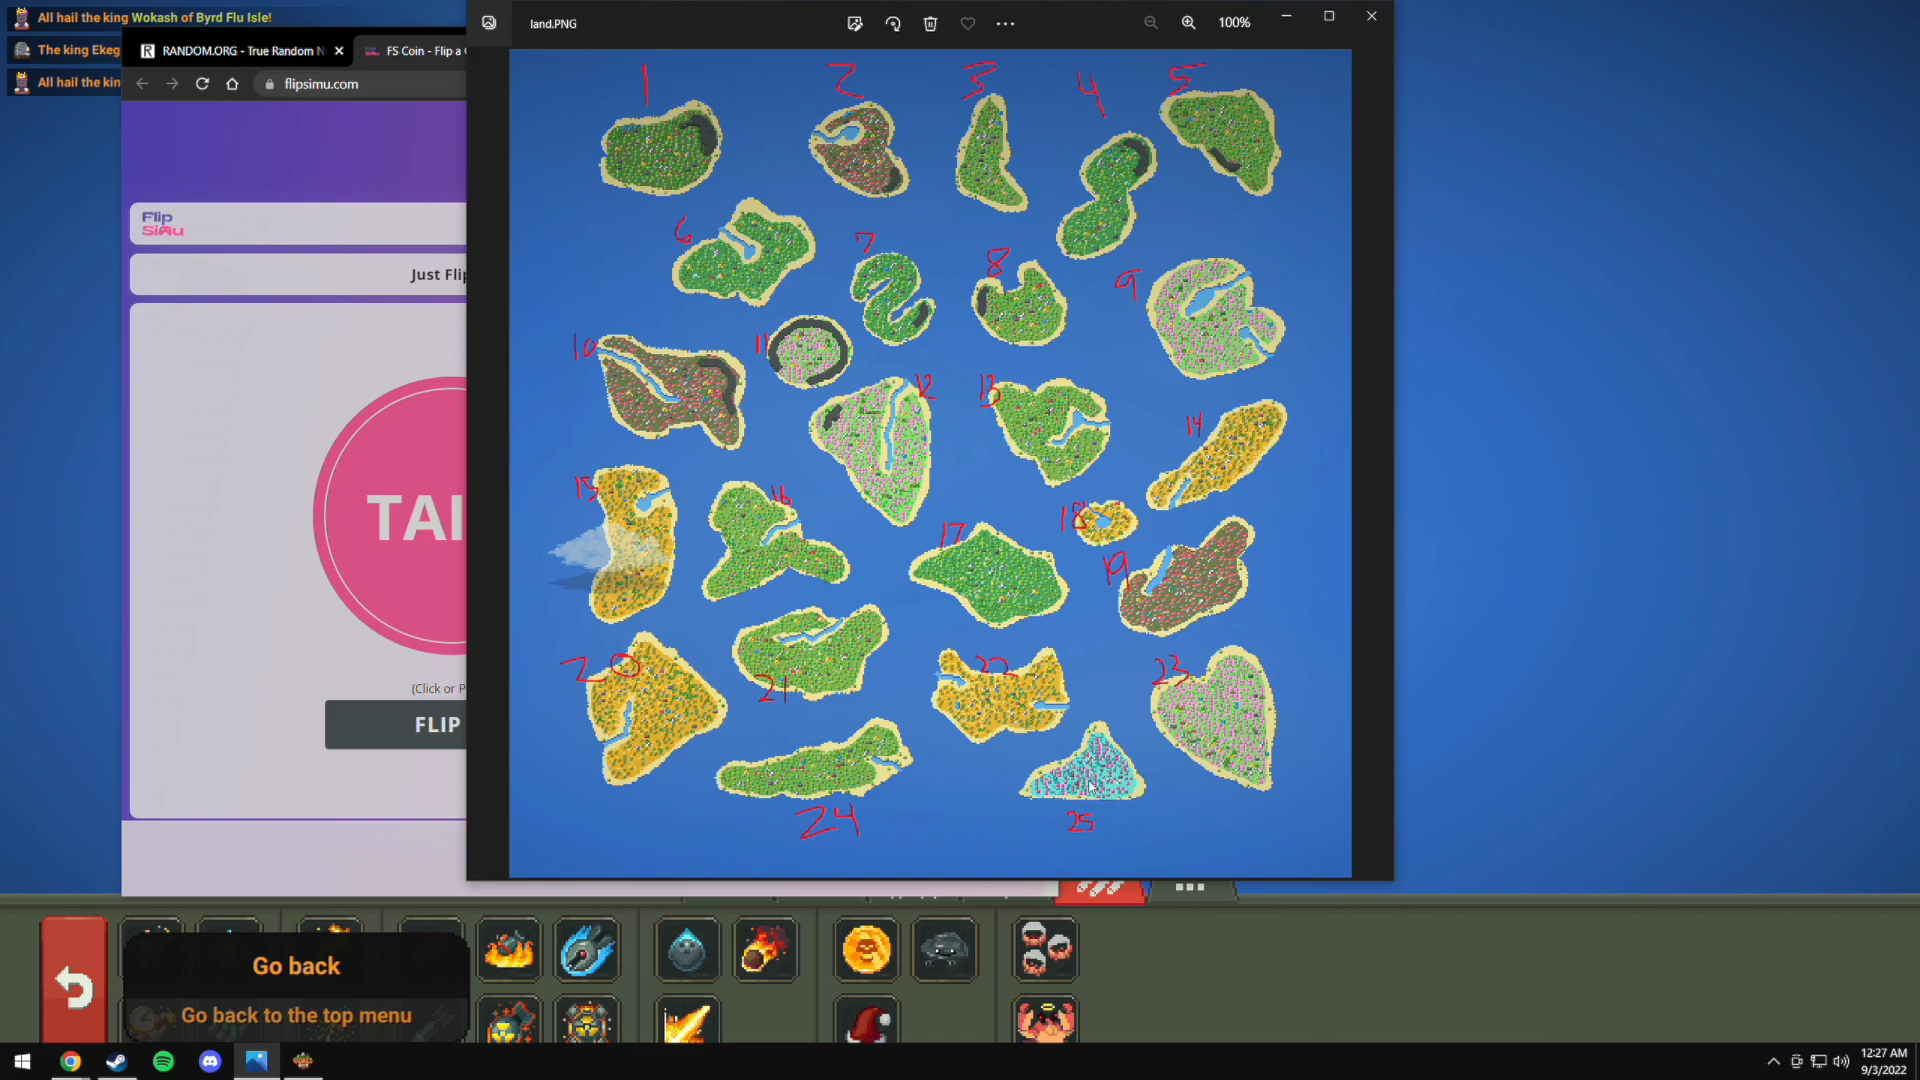 All hail the king Wokash of Byrd Flu Isle!
The king Ekeg
All hail the kin
land.PNG
100%
RANDOM.ORG - True Random N
FS Coin - Flip a C
flipsimu.com
Flip
Simu
Just Flip
TAI
(Click or P
FLIP
1
2
3
4
5
6
7
8
9
10
11
12
13
14
15
16
17
18
19
20
21
22
23
24
25
Go back
Go back to the top menu
12:27 AM
9/3/2022